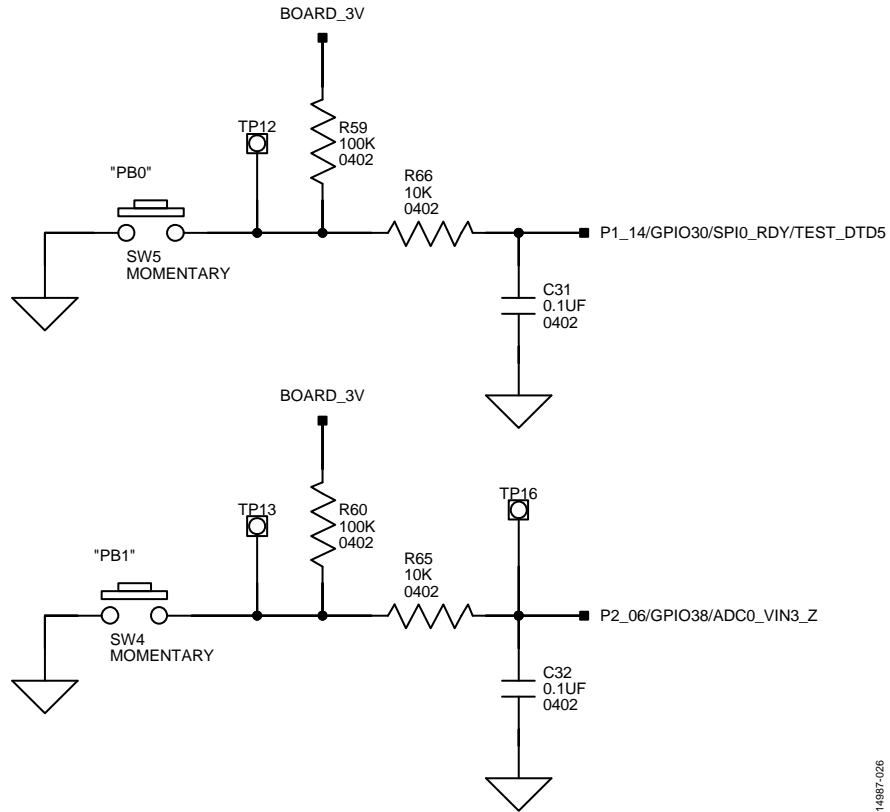 BOARD_3V
TP12
R59
100K
0402
"PB0"
R66
10K
0402
P1_14/GPIO30/SPI0_RDY/TEST_DTD5
SW5
MOMENTARY
C31
0.1UF
0402
BOARD_3V
TP13
R60
100K
0402
TP16
"PB1"
R65
10K
0402
P2_06/GPIO38/ADC0_VIN3_Z
SW4
MOMENTARY
C32
0.1UF
0402
14987-026